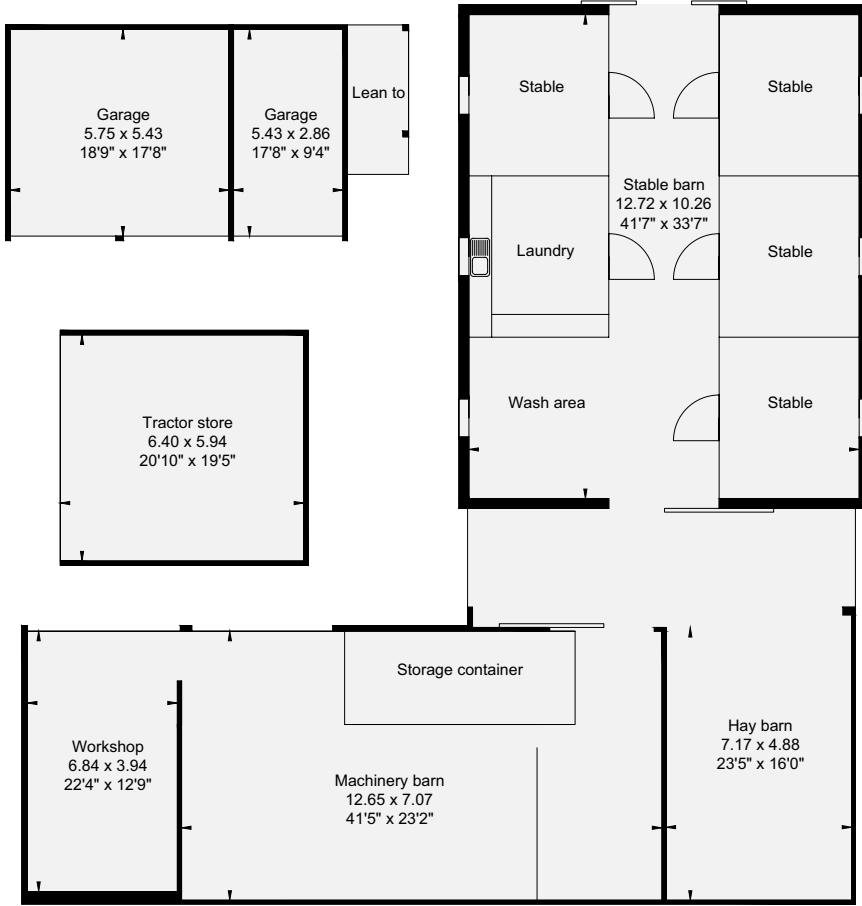 Garage
5.75 x 5.43
18'9" x 17'8"
Garage
5.43 x 2.86
17'8" x 9'4"
Lean to
Stable
Stable
Stable barn
12.72 x 10.26
41'7" x 33'7"
Laundry
Stable
Wash area
Stable
Tractor store
6.40 x 5.94
20'10" x 19'5"
Storage container
Workshop
6.84 x 3.94
22'4" x 12'9"
Machinery barn
12.65 x 7.07
41'5" x 23'2"
Hay barn
7.17 x 4.88
23'5" x 16'0"